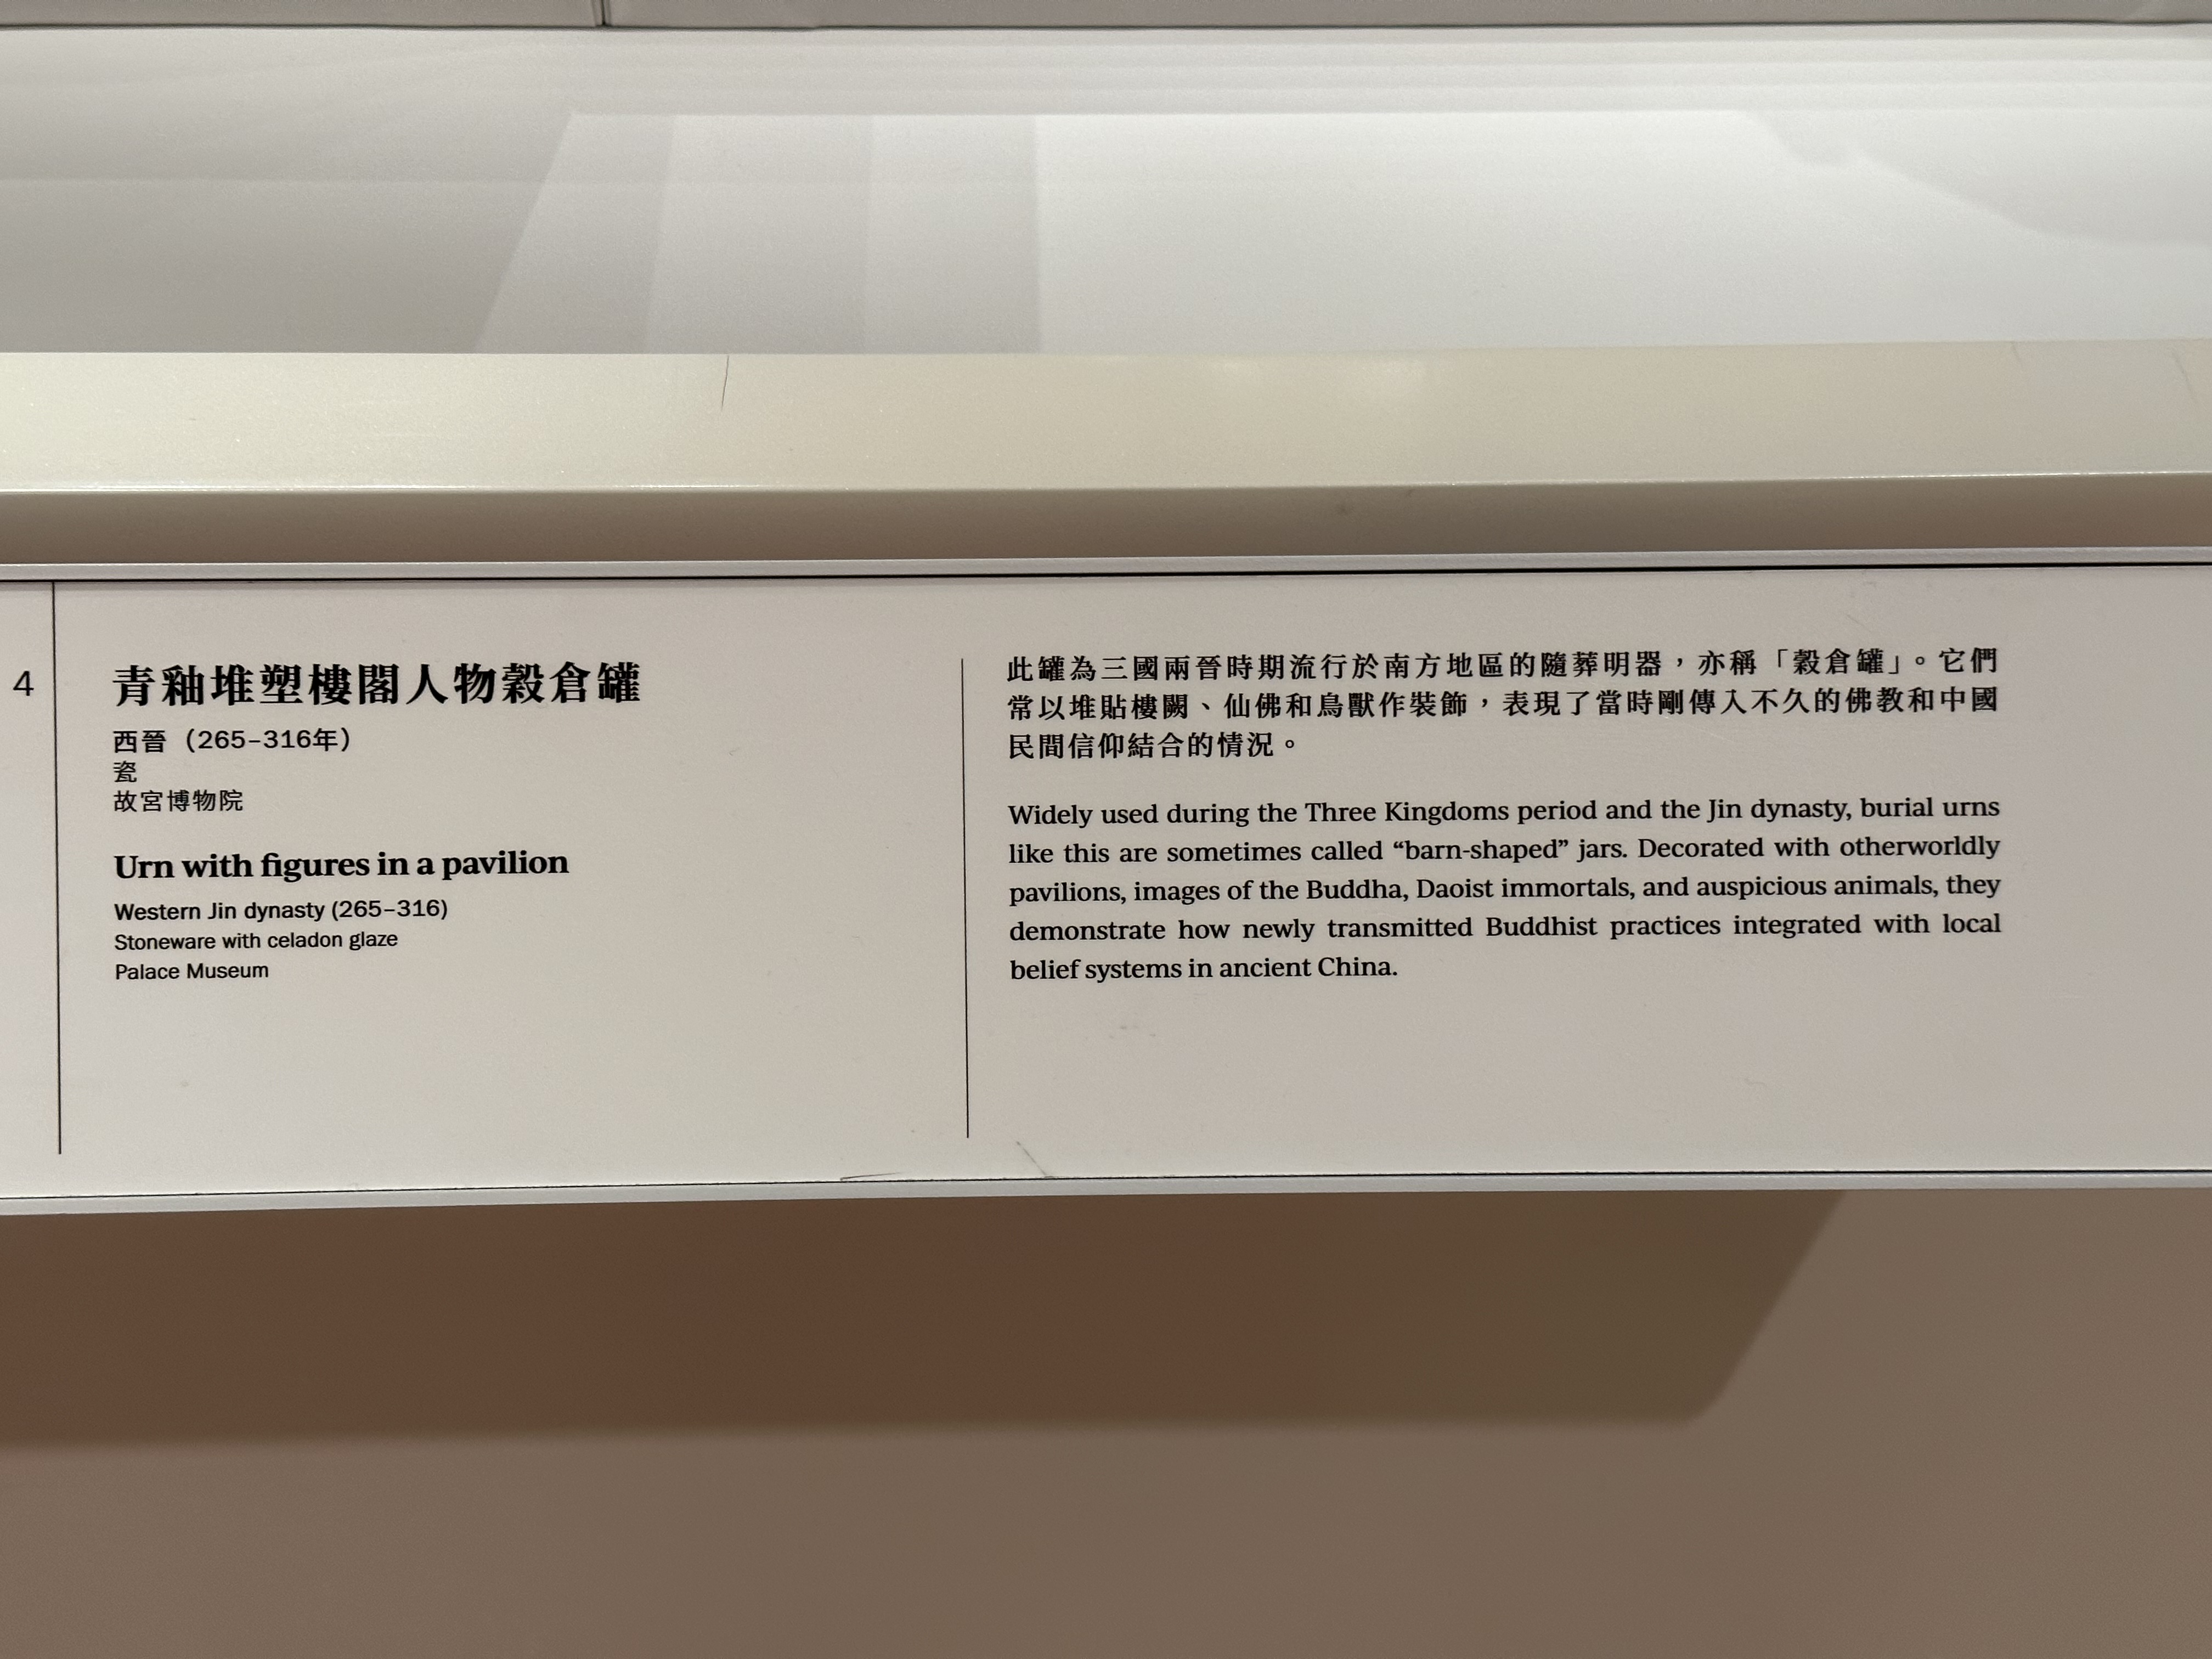 4
青釉堆塑樓閣人物穀倉罐
西晉（265–316年）
瓷
故宮博物院
Urn with figures in a pavilion
Western Jin dynasty (265–316)
Stoneware with celadon glaze
Palace Museum
此罐為三國兩晉時期流行於南方地區的隨葬明器，亦稱「穀倉罐」。它們
常以堆貼樓闕、仙佛和鳥獸作裝飾，表現了當時剛傳入不久的佛教和中國
民間信仰結合的情況。
Widely used during the Three Kingdoms period and the Jin dynasty, burial urns
like this are sometimes called “barn-shaped” jars. Decorated with otherworldly
pavilions, images of the Buddha, Daoist immortals, and auspicious animals, they
demonstrate how newly transmitted Buddhist practices integrated with local
belief systems in ancient China.